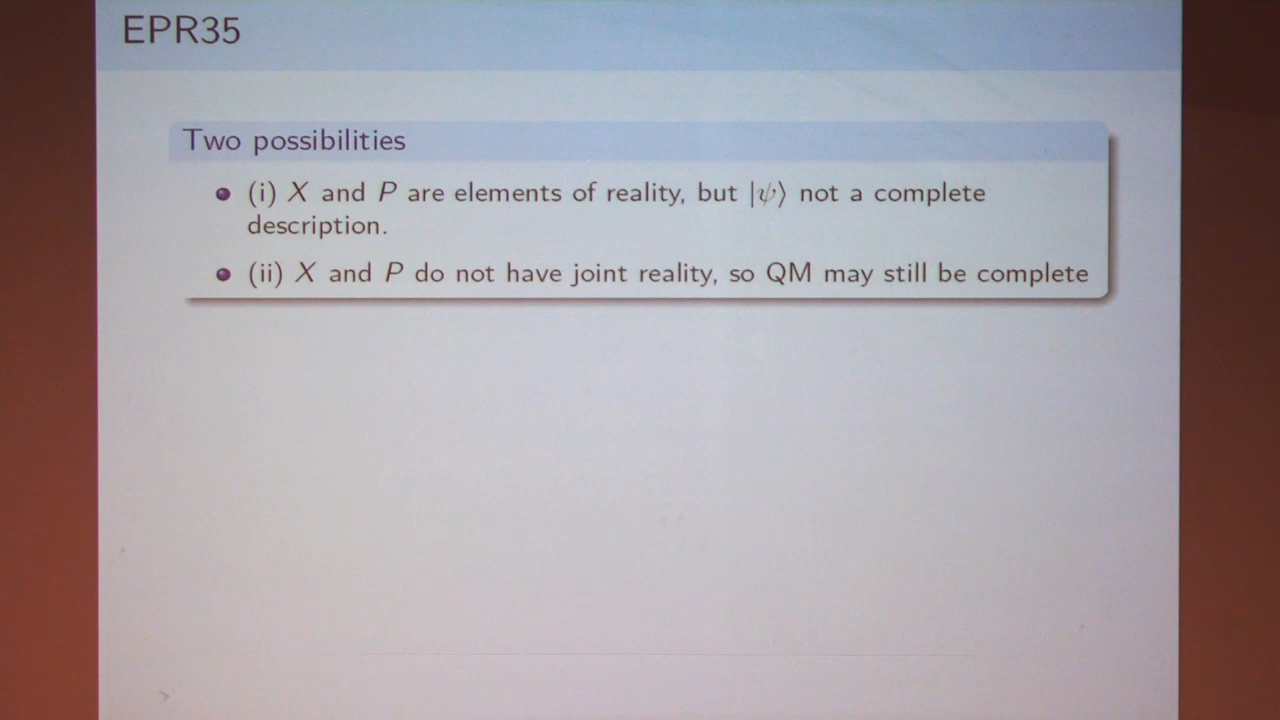 EPR35
Two possibilities
(i) X and P are elements of reality, but |ψ⟩ not a complete
description.
(ii) X and P do not have joint reality, so QM may still be complete